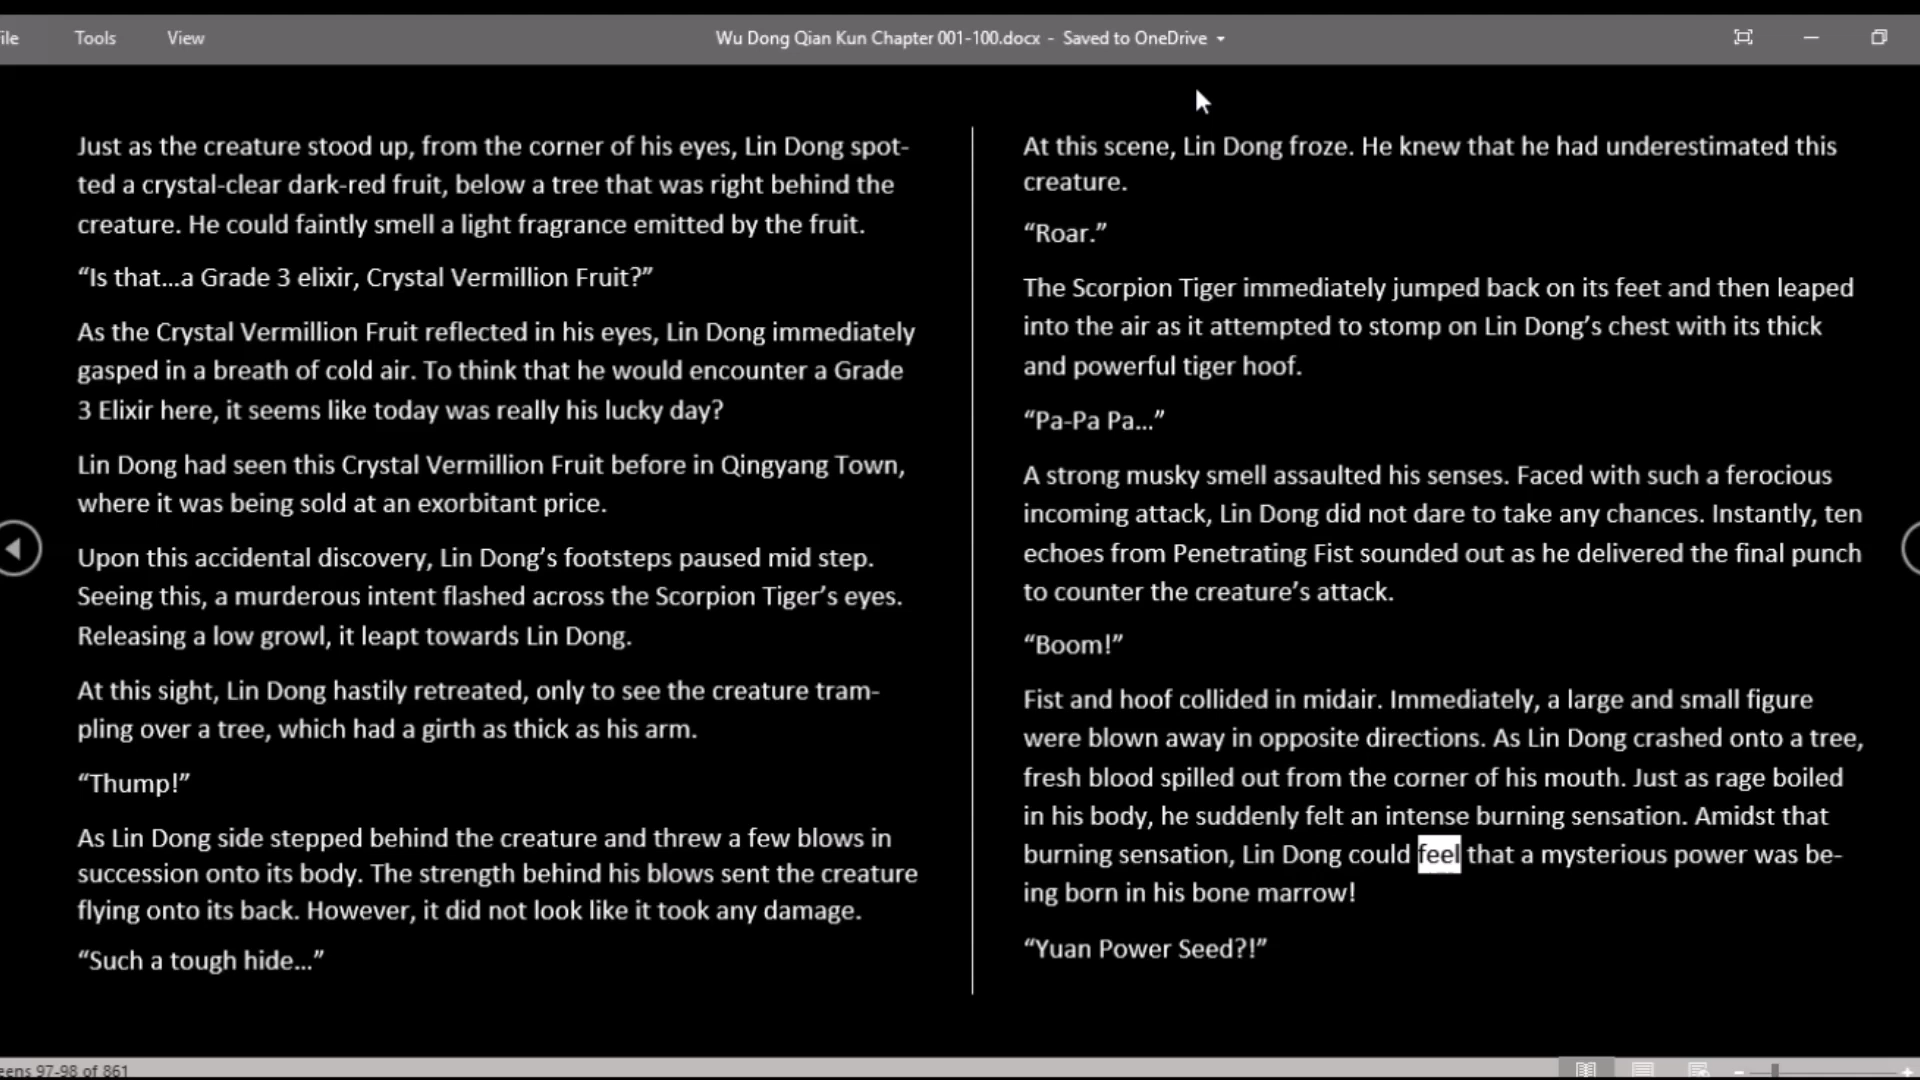 ile Tools View Wu Dong Qian Kun Chapter 001-100.docx - Saved to OneDrive
Just as the creature stood up, from the corner of his eyes, Lin Dong spot-
ted a crystal-clear dark-red fruit, below a tree that was right behind the
creature. He could faintly smell a light fragrance emitted by the fruit.
“Is that...a Grade 3 elixir, Crystal Vermillion Fruit?”
As the Crystal Vermillion Fruit reflected in his eyes, Lin Dong immediately
gasped in a breath of cold air. To think that he would encounter a Grade
3 Elixir here, it seems like today was really his lucky day?
Lin Dong had seen this Crystal Vermillion Fruit before in Qingyang Town,
where it was being sold at an exorbitant price.
Upon this accidental discovery, Lin Dong’s footsteps paused mid step.
Seeing this, a murderous intent flashed across the Scorpion Tiger’s eyes.
Releasing a low growl, it leapt towards Lin Dong.
At this sight, Lin Dong hastily retreated, only to see the creature tram-
pling over a tree, which had a girth as thick as his arm.
“Thump!”
As Lin Dong side stepped behind the creature and threw a few blows in
succession onto its body. The strength behind his blows sent the creature
flying onto its back. However, it did not look like it took any damage.
“Such a tough hide...”
At this scene, Lin Dong froze. He knew that he had underestimated this
creature.
“Roar.”
The Scorpion Tiger immediately jumped back on its feet and then leaped
into the air as it attempted to stomp on Lin Dong’s chest with its thick
and powerful tiger hoof.
“Pa-Pa Pa...”
A strong musky smell assaulted his senses. Faced with such a ferocious
incoming attack, Lin Dong did not dare to take any chances. Instantly, ten
echoes from Penetrating Fist sounded out as he delivered the final punch
to counter the creature’s attack.
“Boom!”
Fist and hoof collided in midair. Immediately, a large and small figure
were blown away in opposite directions. As Lin Dong crashed onto a tree,
fresh blood spilled out from the corner of his mouth. Just as rage boiled
in his body, he suddenly felt an intense burning sensation. Amidst that
burning sensation, Lin Dong could feel that a mysterious power was be-
ing born in his bone marrow!
“Yuan Power Seed?!”
eens 97-98 of 861